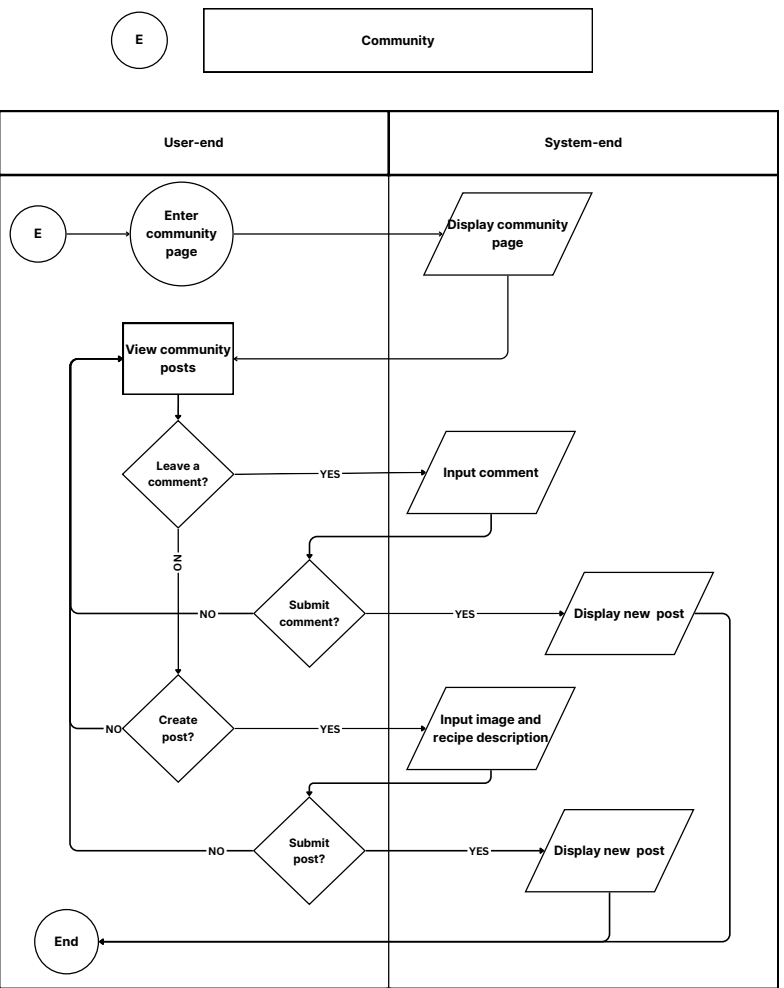 E
Community
User-end
System-end
E
Enter
community
page
Display community
page
View community
posts
Leave a
comment?
YES
Input comment
NO
Submit
comment?
NO
YES
Display new  post
Create
post?
NO
YES
Input image and
recipe description
Submit
post?
NO
YES
Display new  post
End